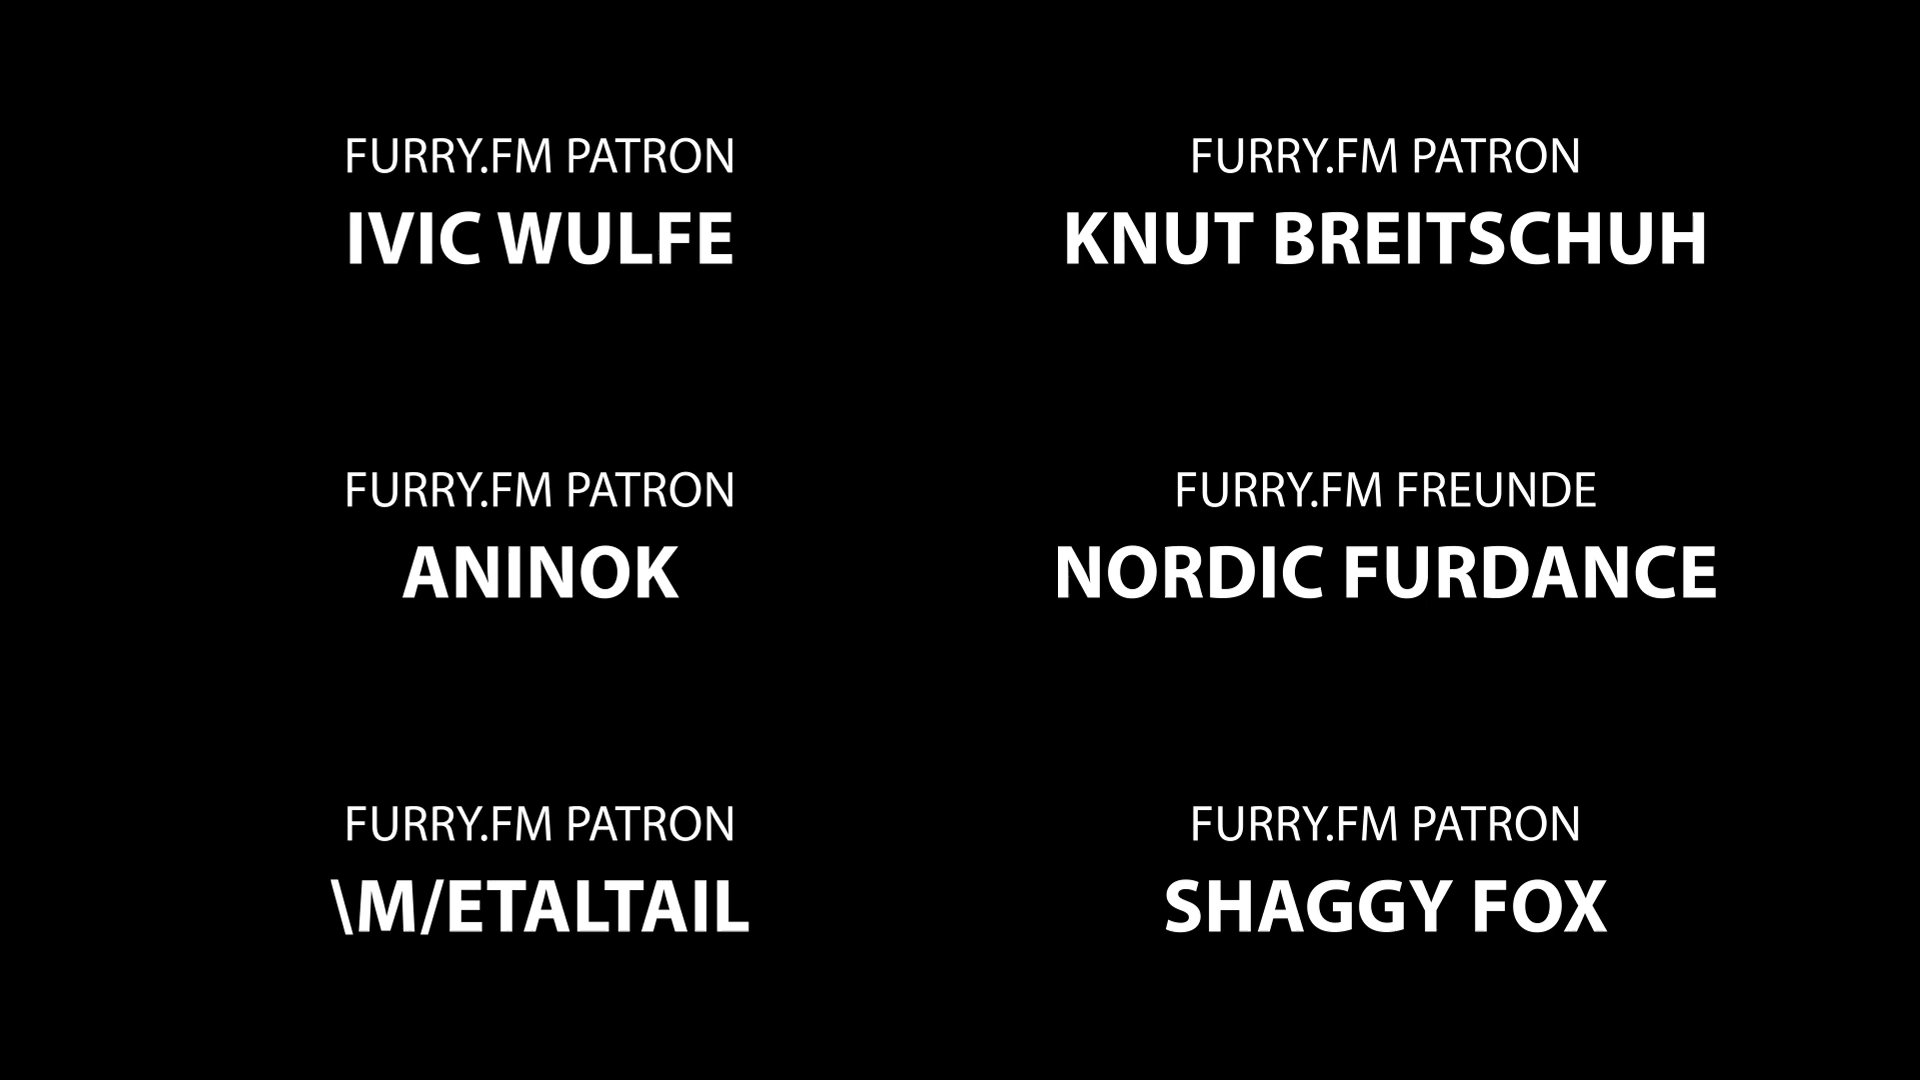 FURRY.FM PATRON
IVIC WULFE
FURRY.FM PATRON
KNUT BREITSCHUH
FURRY.FM PATRON
ANINOK
FURRY.FM FREUNDE
NORDIC FURDANCE
FURRY.FM PATRON
\M/ETALTAIL
FURRY.FM PATRON
SHAGGY FOX